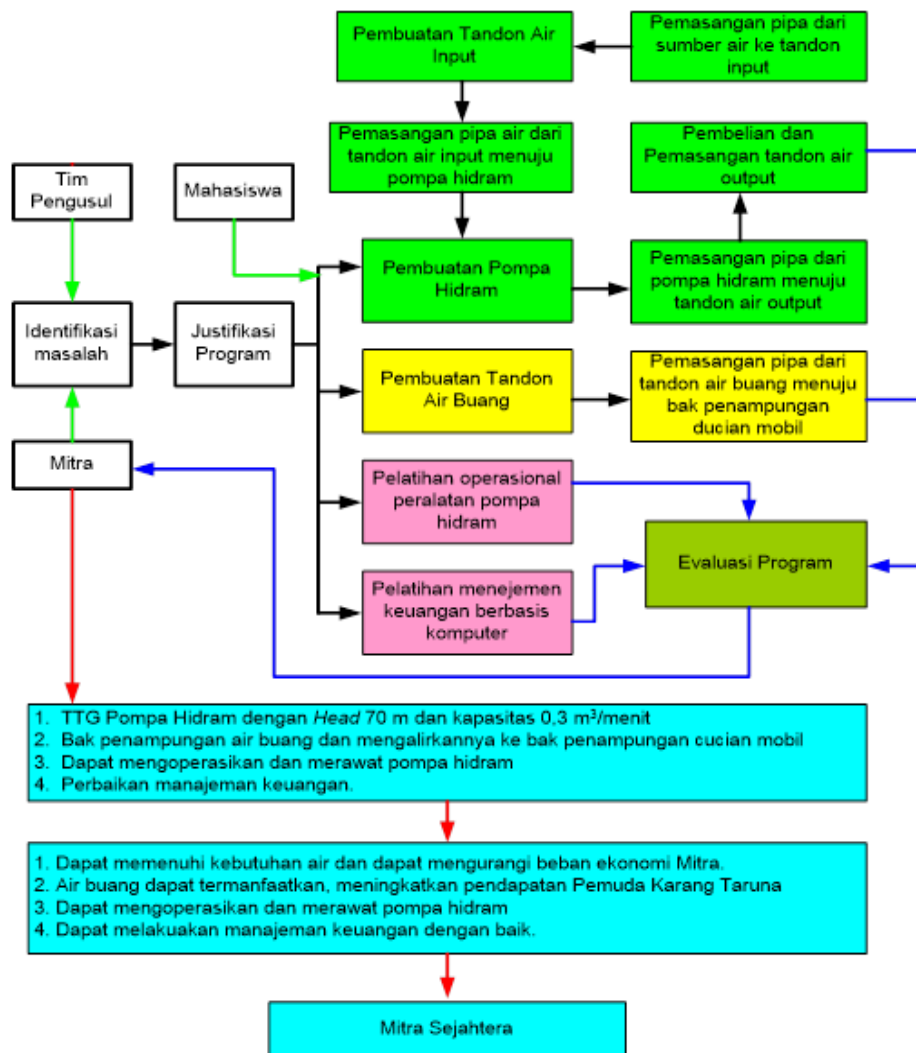 Pembuatan Tandon Air
Input
Pemasangan pipa dari
sumber air ke tandon
input
Pemasangan pipa air dari
tandon air input menuju
pompa hidram
Pembelian dan
Pemasangan tandon air
output
Tim
Pengusul
Mahasiswa
Pembuatan Pompa
Hidram
Pemasangan pipa dari
pompa hidram menuju
tandon air output
Identifikasi
masalah
Justifikasi
Program
Pembuatan Tandon
Air Buang
Pemasangan pipa dari
tandon air buang menuju
bak penampungan
ducian mobil
Mitra
Pelatihan operasional
peralatan pompa
hidram
Evaluasi Program
Pelatihan menejemen
keuangan berbasis
komputer
1. TTG Pompa Hidram dengan Head 70 m dan kapasitas 0,3 m³/menit
2. Bak penampungan air buang dan mengalirkannya ke bak penampungan cucian mobil
3. Dapat mengoperasikan dan merawat pompa hidram
4. Perbaikan manajeman keuangan.
1. Dapat memenuhi kebutuhan air dan dapat mengurangi beban ekonomi Mitra.
2. Air buang dapat termanfaatkan, meningkatkan pendapatan Pemuda Karang Taruna
3. Dapat mengoperasikan dan merawat pompa hidram
4. Dapat melakuakan manajeman keuangan dengan baik.
Mitra Sejahtera